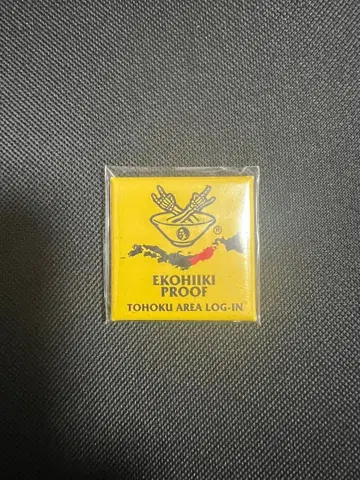 ®
EKOHIIKI
PROOF
TOHOKU AREA LOG-IN